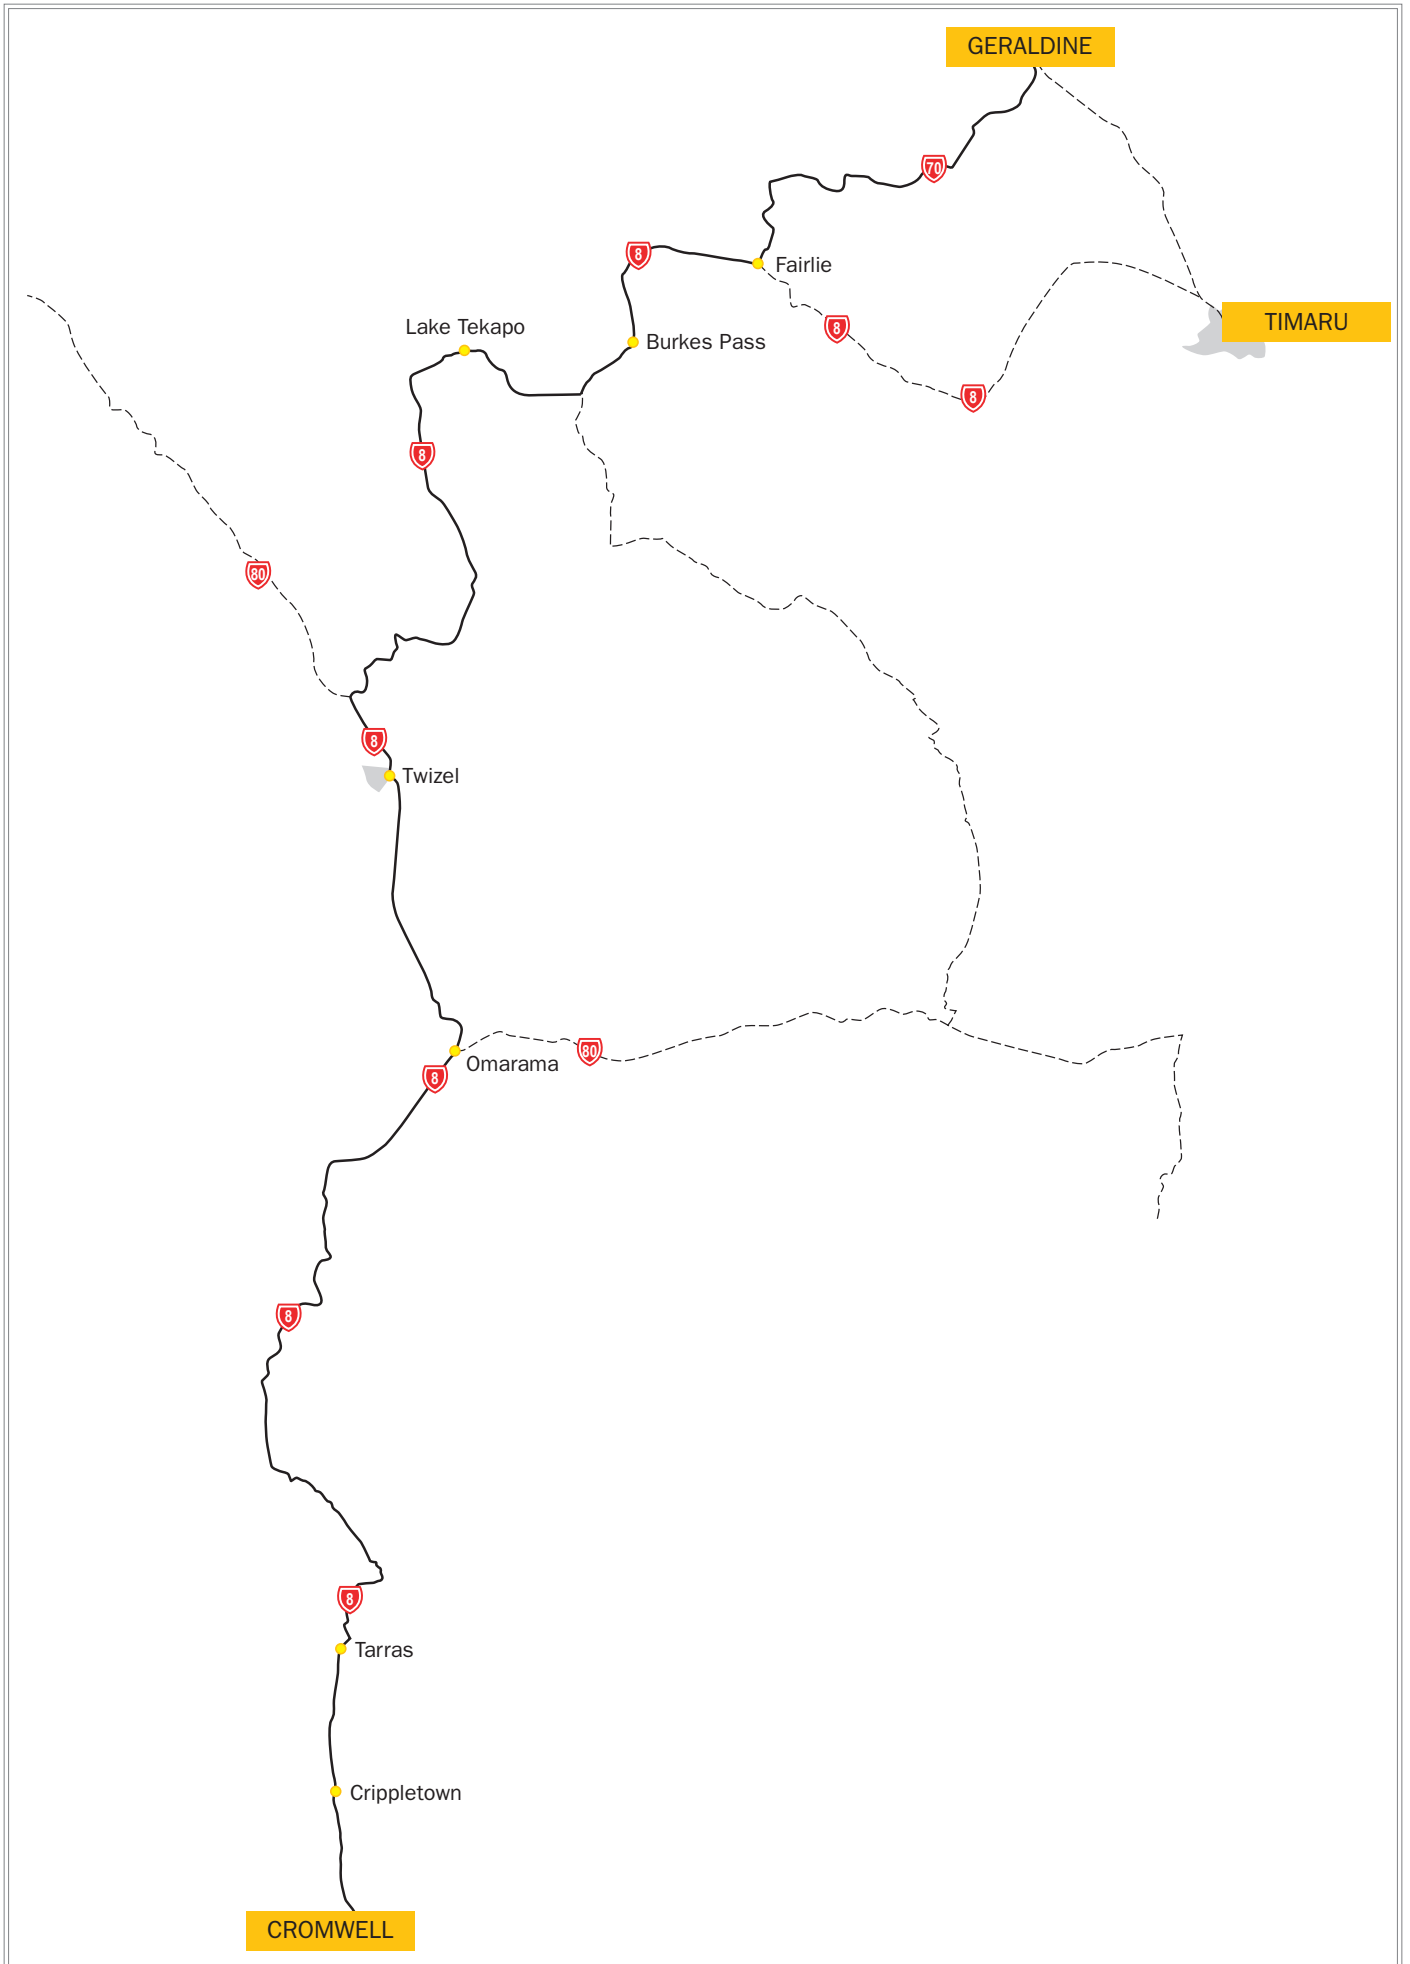 GERALDINE
70
8
Fairlie
TIMARU
8
Lake Tekapo
Burkes Pass
8
8
80
8
Twizel
Omarama
80
8
8
8
Tarras
Crippletown
CROMWELL